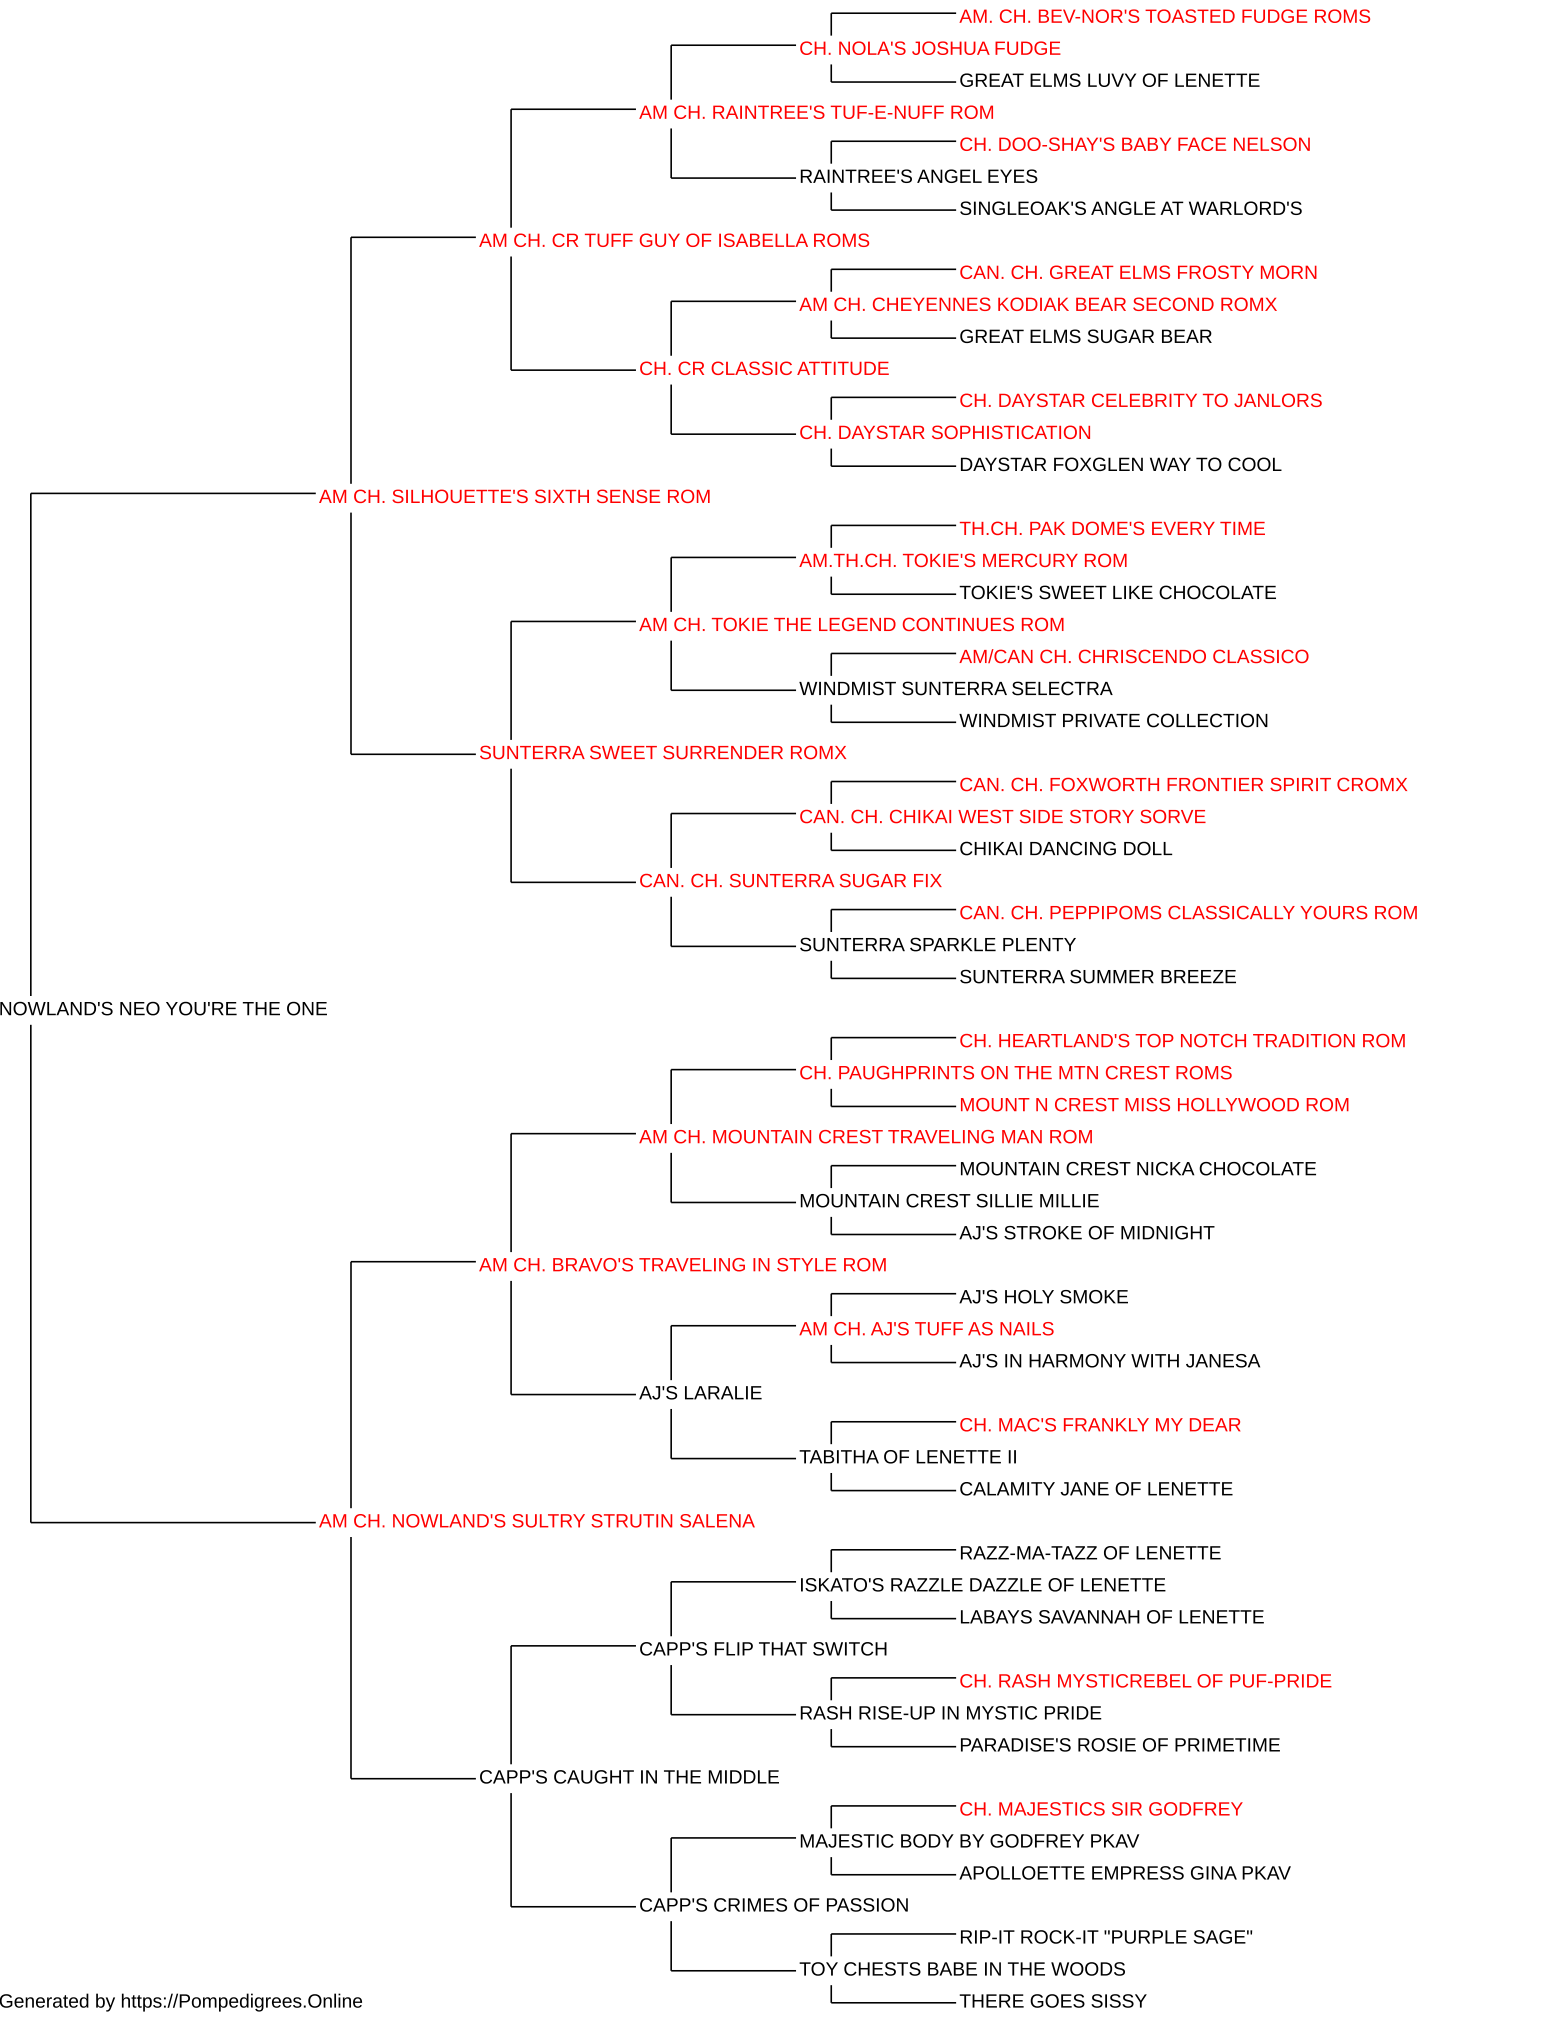 AM. CH. BEV-NOR'S TOASTED FUDGE ROMS
CH. NOLA'S JOSHUA FUDGE
GREAT ELMS LUVY OF LENETTE
AM CH. RAINTREE'S TUF-E-NUFF ROM
CH. DOO-SHAY'S BABY FACE NELSON
RAINTREE'S ANGEL EYES
SINGLEOAK'S ANGLE AT WARLORD'S
AM CH. CR TUFF GUY OF ISABELLA ROMS
CAN. CH. GREAT ELMS FROSTY MORN
AM CH. CHEYENNES KODIAK BEAR SECOND ROMX
GREAT ELMS SUGAR BEAR
CH. CR CLASSIC ATTITUDE
CH. DAYSTAR CELEBRITY TO JANLORS
CH. DAYSTAR SOPHISTICATION
DAYSTAR FOXGLEN WAY TO COOL
AM CH. SILHOUETTE'S SIXTH SENSE ROM
TH.CH. PAK DOME'S EVERY TIME
AM.TH.CH. TOKIE'S MERCURY ROM
TOKIE'S SWEET LIKE CHOCOLATE
AM CH. TOKIE THE LEGEND CONTINUES ROM
AM/CAN CH. CHRISCENDO CLASSICO
WINDMIST SUNTERRA SELECTRA
WINDMIST PRIVATE COLLECTION
SUNTERRA SWEET SURRENDER ROMX
CAN. CH. FOXWORTH FRONTIER SPIRIT CROMX
CAN. CH. CHIKAI WEST SIDE STORY SORVE
CHIKAI DANCING DOLL
CAN. CH. SUNTERRA SUGAR FIX
CAN. CH. PEPPIPOMS CLASSICALLY YOURS ROM
SUNTERRA SPARKLE PLENTY
SUNTERRA SUMMER BREEZE
NOWLAND'S NEO YOU'RE THE ONE
CH. HEARTLAND'S TOP NOTCH TRADITION ROM
CH. PAUGHPRINTS ON THE MTN CREST ROMS
MOUNT N CREST MISS HOLLYWOOD ROM
AM CH. MOUNTAIN CREST TRAVELING MAN ROM
MOUNTAIN CREST NICKA CHOCOLATE
MOUNTAIN CREST SILLIE MILLIE
AJ'S STROKE OF MIDNIGHT
AM CH. BRAVO'S TRAVELING IN STYLE ROM
AJ'S HOLY SMOKE
AM CH. AJ'S TUFF AS NAILS
AJ'S IN HARMONY WITH JANESA
AJ'S LARALIE
CH. MAC'S FRANKLY MY DEAR
TABITHA OF LENETTE II
CALAMITY JANE OF LENETTE
AM CH. NOWLAND'S SULTRY STRUTIN SALENA
RAZZ-MA-TAZZ OF LENETTE
ISKATO'S RAZZLE DAZZLE OF LENETTE
LABAYS SAVANNAH OF LENETTE
CAPP'S FLIP THAT SWITCH
CH. RASH MYSTICREBEL OF PUF-PRIDE
RASH RISE-UP IN MYSTIC PRIDE
PARADISE'S ROSIE OF PRIMETIME
CAPP'S CAUGHT IN THE MIDDLE
CH. MAJESTICS SIR GODFREY
MAJESTIC BODY BY GODFREY PKAV
APOLLOETTE EMPRESS GINA PKAV
CAPP'S CRIMES OF PASSION
RIP-IT ROCK-IT "PURPLE SAGE"
TOY CHESTS BABE IN THE WOODS
THERE GOES SISSY
Generated by https://Pompedigrees.Online